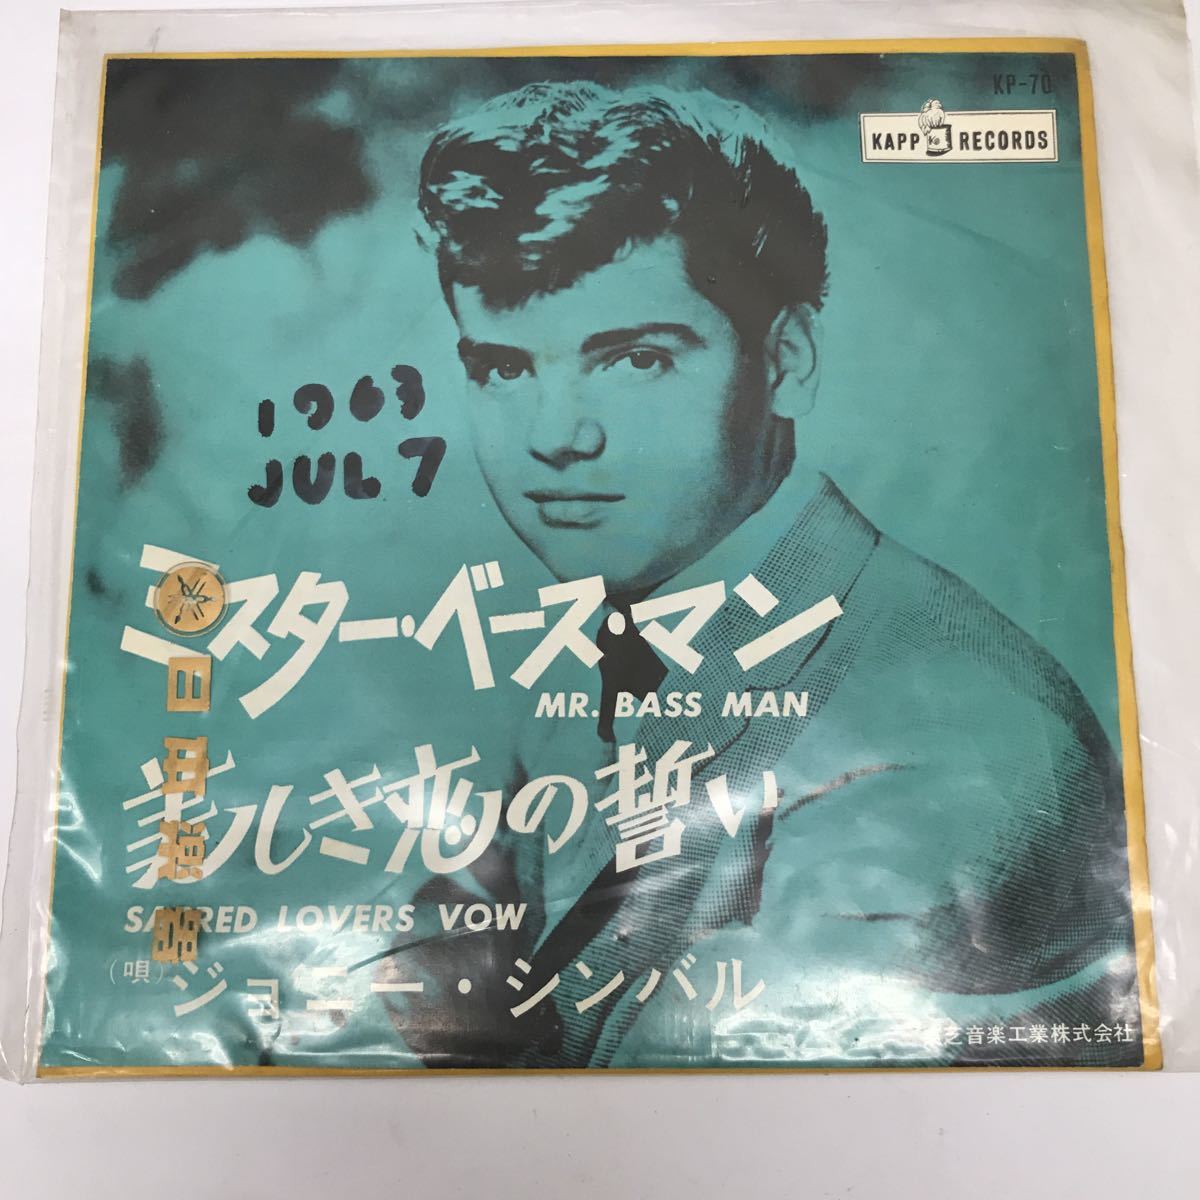 KP-70
KAPP RECORDS
1963
JUL 7
ミスター・ベース・マン
MR. BASS MAN
美しき恋の誓い
SACRED LOVERS VOW
(唄) ジョニー・シンバル
東芝音楽工業株式会社